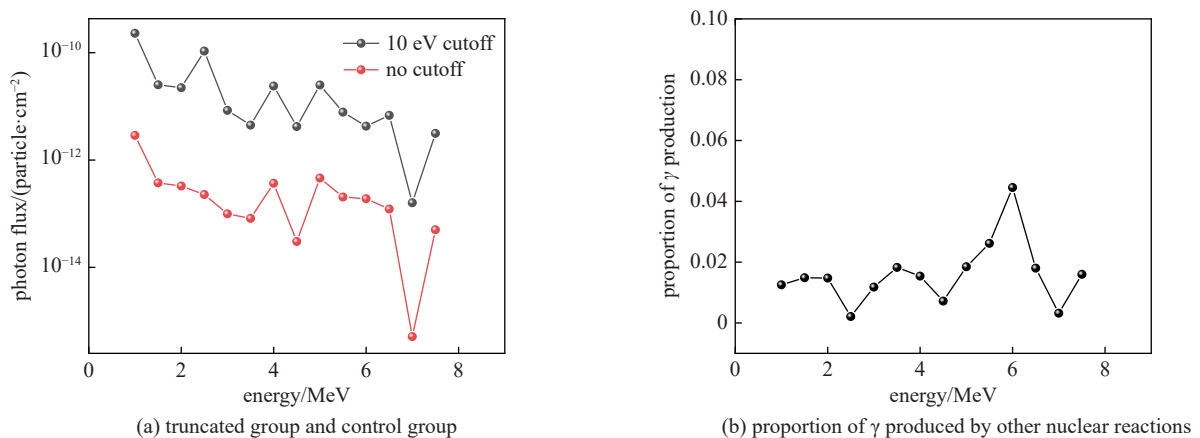 10⁻¹⁰
10⁻¹²
10⁻¹⁴
photon flux/(particle·cm⁻²)
10 eV cutoff
no cutoff
0 2 4 6 8
energy/MeV
(a) truncated group and control group
0.10
0.08
0.06
0.04
0.02
0
proportion of γ production
0 2 4 6 8
energy/MeV
(b) proportion of γ produced by other nuclear reactions